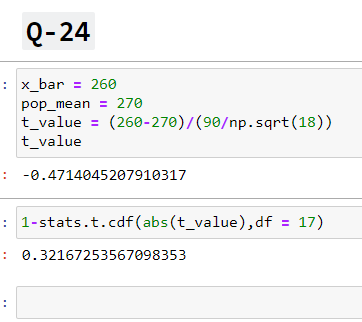 Q-24
: x_bar = 260
pop_mean = 270
t_value = (260-270)/(90/np.sqrt(18))
t_value
: -0.4714045207910317
: 1-stats.t.cdf(abs(t_value),df = 17)
: 0.32167253567098353
: